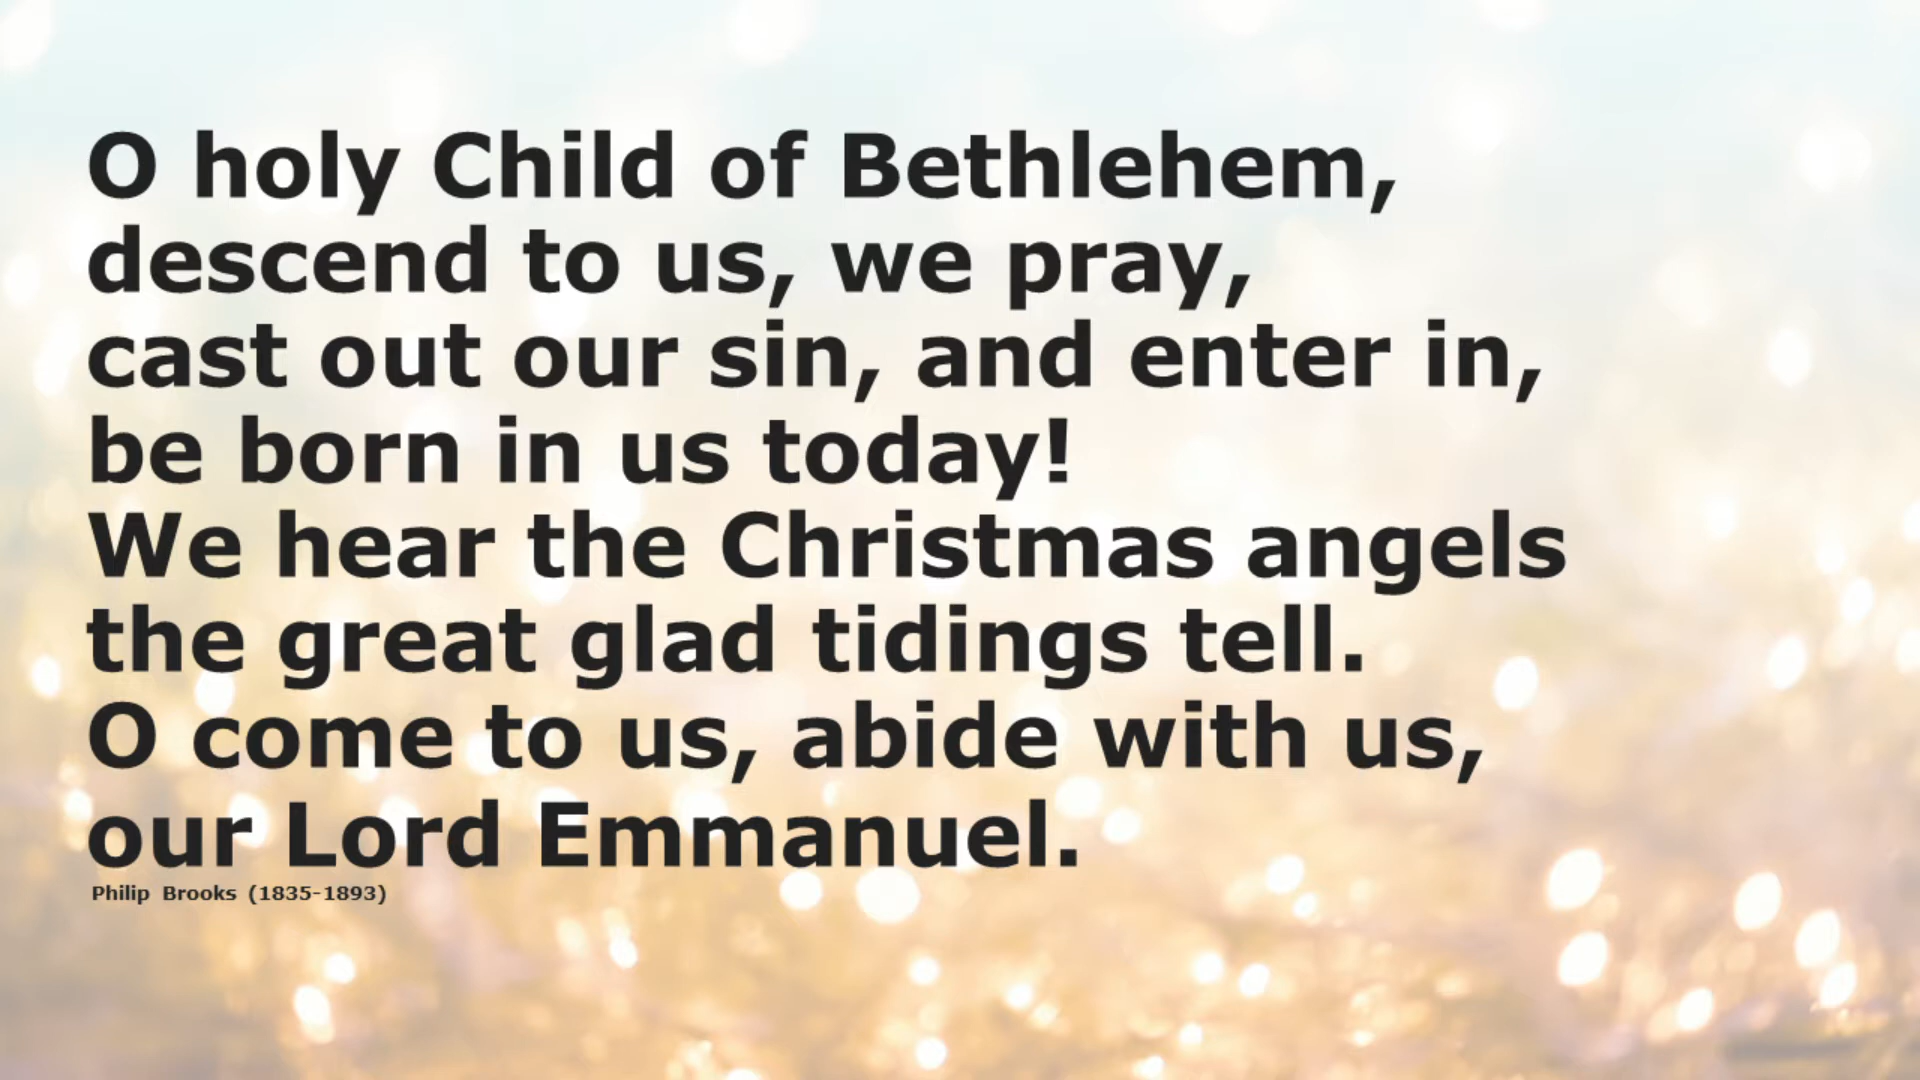 O holy Child of Bethlehem,
descend to us, we pray,
cast out our sin, and enter in,
be born in us today!
We hear the Christmas angels
the great glad tidings tell.
O come to us, abide with us,
our Lord Emmanuel.
Philip Brooks (1835-1893)